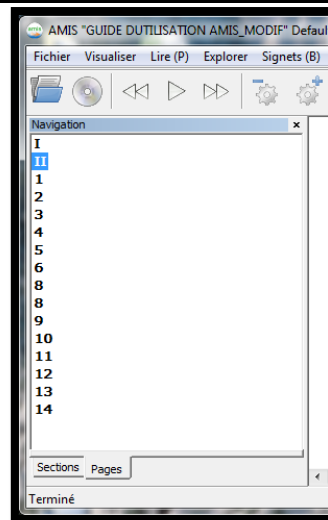 AMIS "GUIDE DUTILISATION AMIS_MODIF" Defaul
Fichier Visualiser Lire (P) Explorer Signets (B)
Navigation x
I
II
1
2
3
4
5
6
8
8
9
10
11
12
13
14
Sections Pages
Terminé